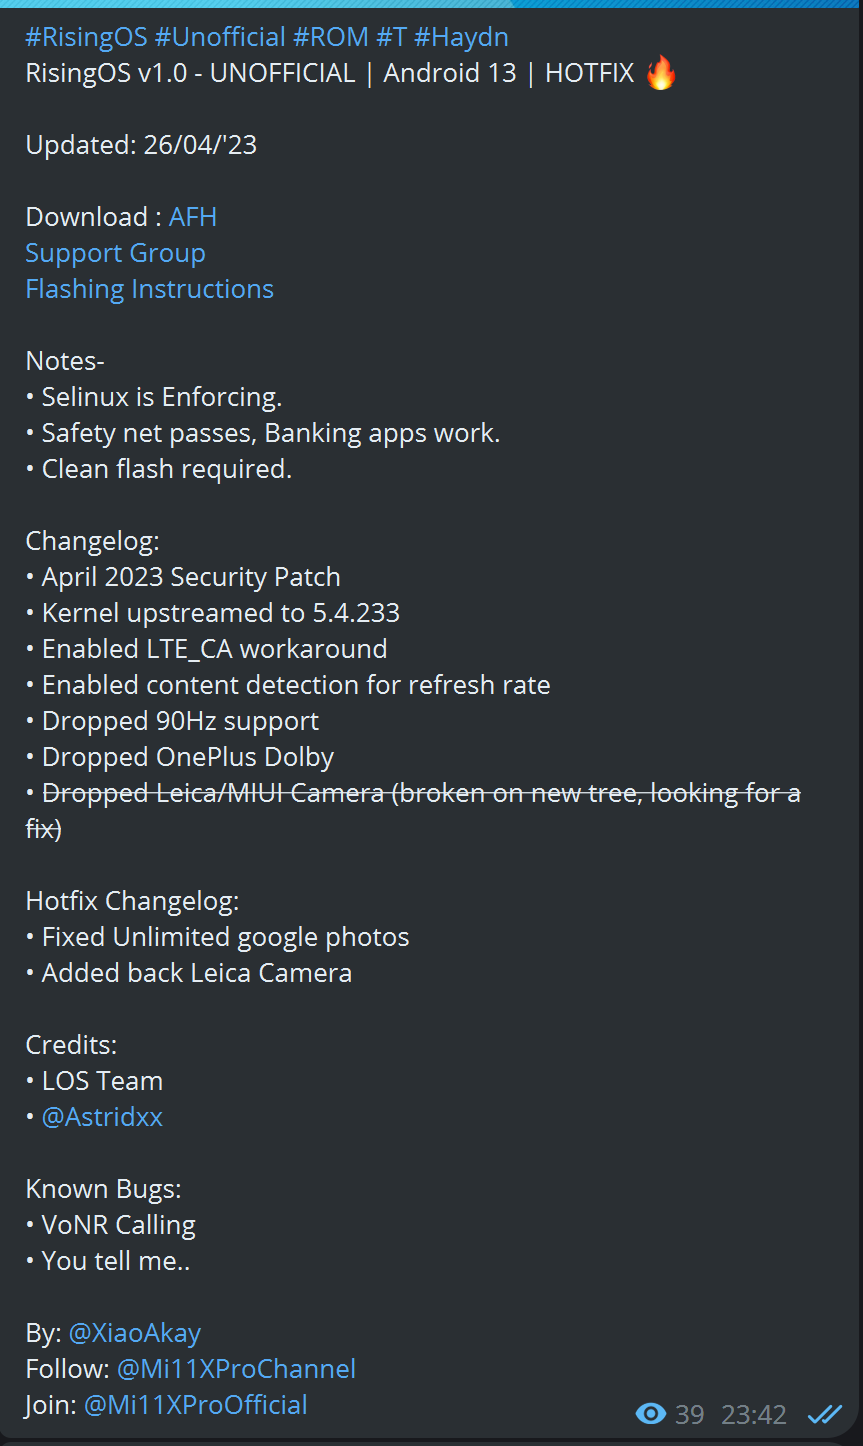 #RisingOS #Unofficial #ROM #T #Haydn
RisingOS v1.0 - UNOFFICIAL | Android 13 | HOTFIX 🔥
Updated: 26/04/'23
Download : AFH
Support Group
Flashing Instructions
Notes-
• Selinux is Enforcing.
• Safety net passes, Banking apps work.
• Clean flash required.
Changelog:
• April 2023 Security Patch
• Kernel upstreamed to 5.4.233
• Enabled LTE_CA workaround
• Enabled content detection for refresh rate
• Dropped 90Hz support
• Dropped OnePlus Dolby
• Dropped Leica/MIUI Camera (broken on new tree, looking for a
fix)
Hotfix Changelog:
• Fixed Unlimited google photos
• Added back Leica Camera
Credits:
• LOS Team
• @Astridxx
Known Bugs:
• VoNR Calling
• You tell me..
By: @XiaoAkay
Follow: @Mi11XProChannel
Join: @Mi11XProOfficial
39 23:42